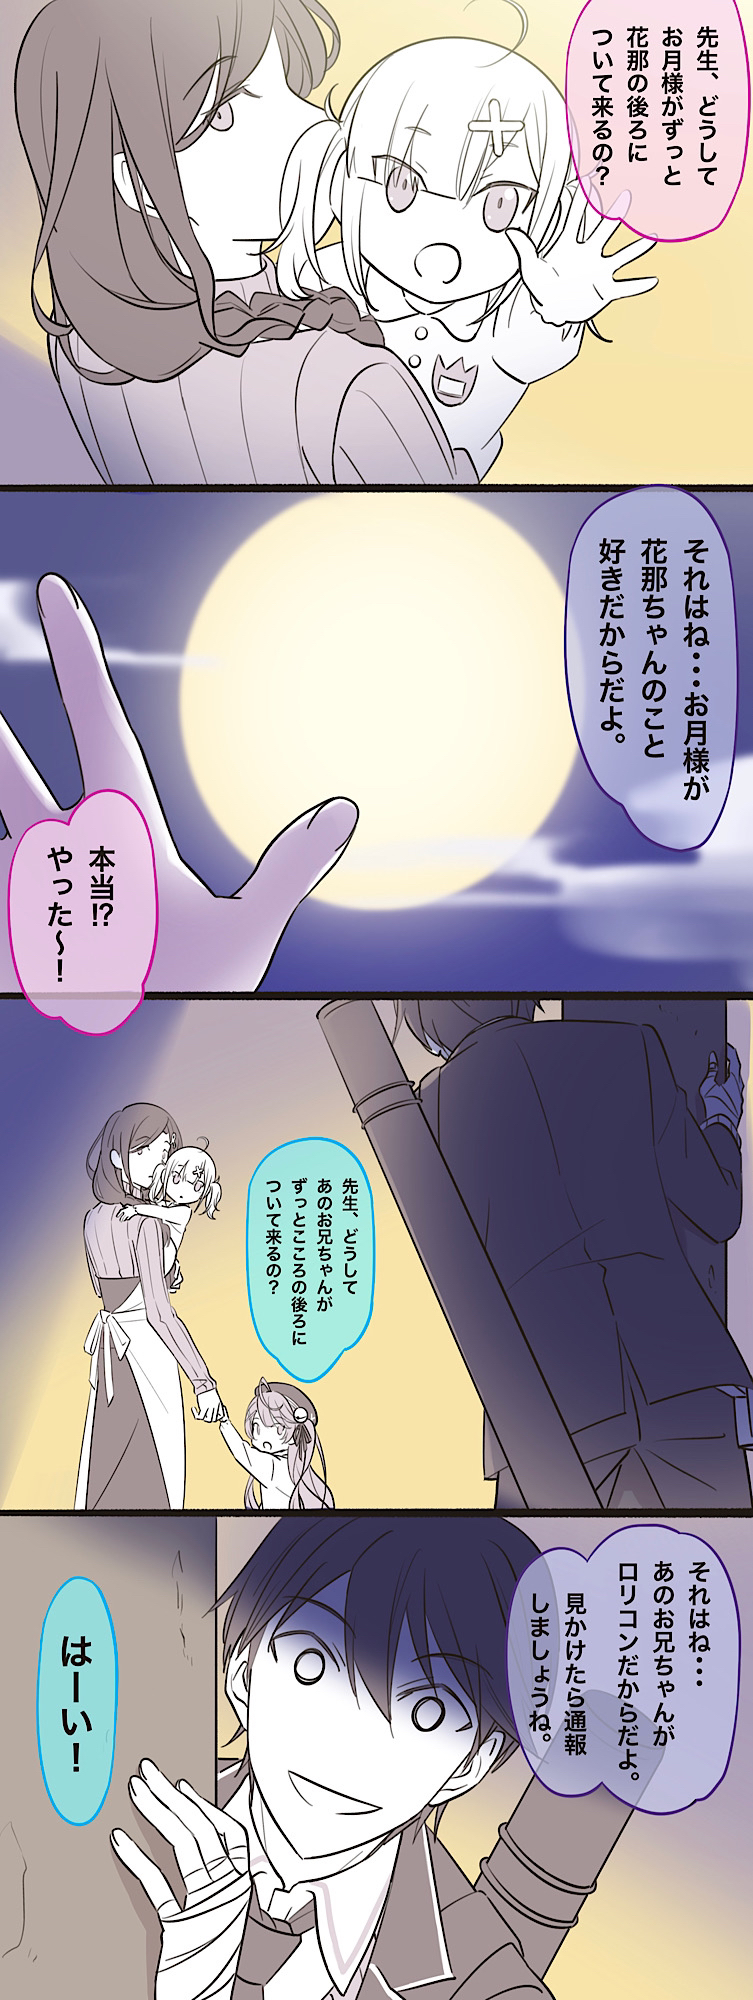 先生、どうして
お月様がずっと
花那の後ろに
ついて来るの?
それはね・・・お月様が
花那ちゃんのこと
好きだからだよ。
本当!?
やった〜!
先生、どうして
あのお兄ちゃんが
ずっとこころの後ろに
ついて来るの?
それはね・・・
あのお兄ちゃんが
ロリコンだからだよ。
見かけたら通報
しましょうね。
はーい!